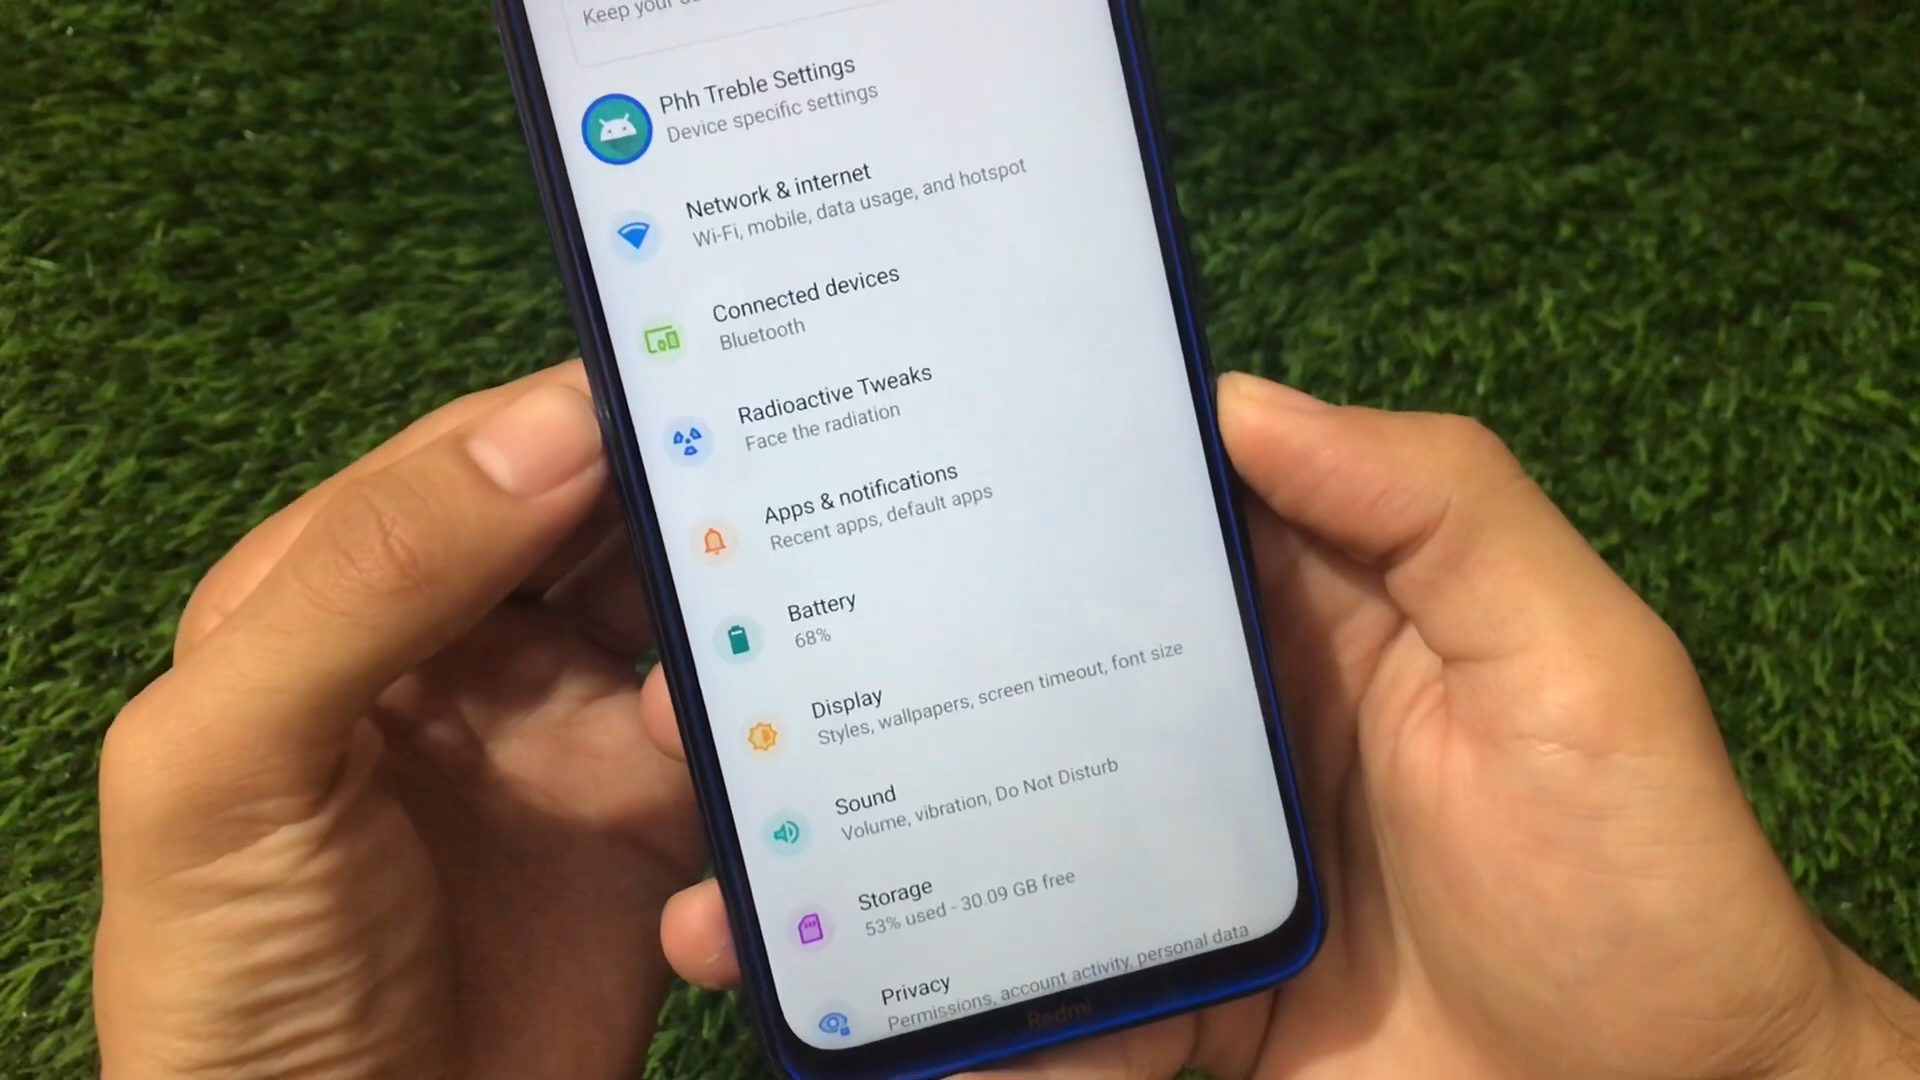 Keep your
Phh Treble Settings
Device specific settings
Network & internet
Wi-Fi, mobile, data usage, and hotspot
Connected devices
Bluetooth
Radioactive Tweaks
Face the radiation
Apps & notifications
Recent apps, default apps
Battery
68%
Display
Styles, wallpapers, screen timeout, font size
Sound
Volume, vibration, Do Not Disturb
Storage
53% used - 30.09 GB free
Privacy
Permissions, account activity, personal data
Redmi